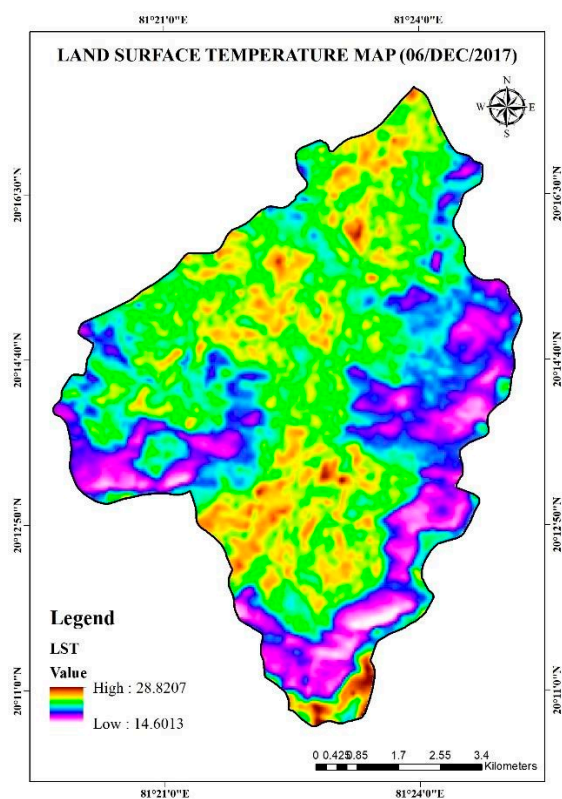 81°21'0"E 81°24'0"E
LAND SURFACE TEMPERATURE MAP (06/DEC/2017)
N
W E
S
20°16'30"N 20°16'30"N
20°14'40"N 20°14'40"N
20°12'50"N 20°12'50"N
Legend
LST
Value
High : 28.8207
Low : 14.6013
20°11'0"N 20°11'0"N
0 0.425 0.85 1.7 2.55 3.4
Kilometers
81°21'0"E 81°24'0"E